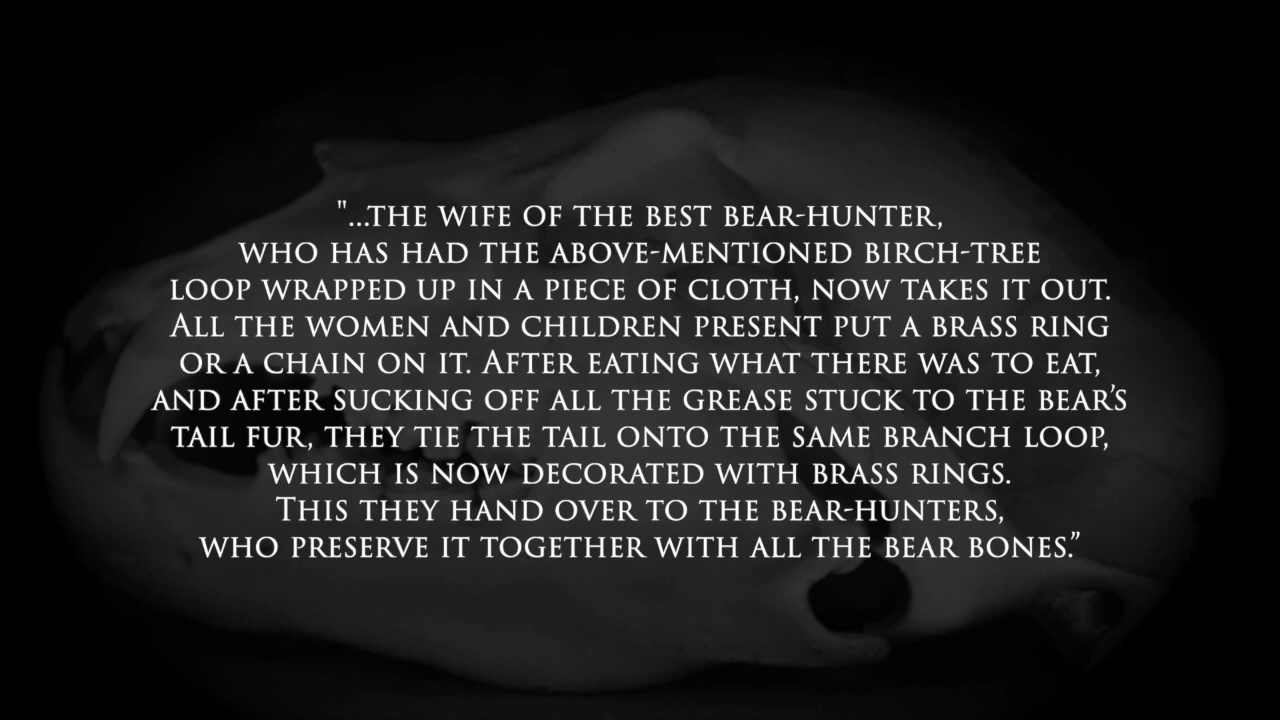 "...the wife of the best bear-hunter,
who has had the above-mentioned birch-tree
loop wrapped up in a piece of cloth, now takes it out.
All the women and children present put a brass ring
or a chain on it. After eating what there was to eat,
and after sucking off all the grease stuck to the bear’s
tail fur, they tie the tail onto the same branch loop,
which is now decorated with brass rings.
This they hand over to the bear-hunters,
who preserve it together with all the bear bones.”